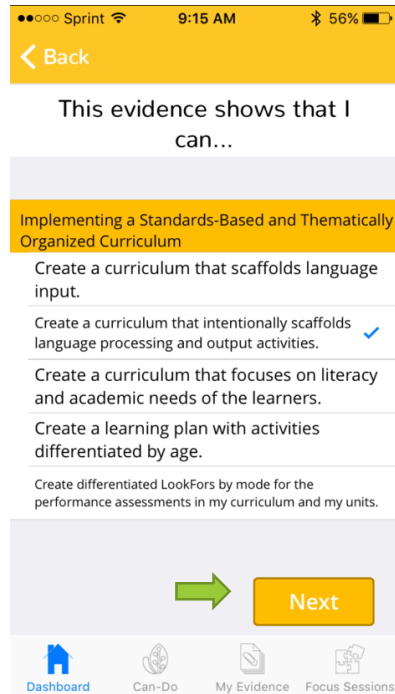 Sprint 9:15 AM 56%
Back
This evidence shows that I
can...
Implementing a Standards-Based and Thematically
Organized Curriculum
Create a curriculum that scaffolds language
input.
Create a curriculum that intentionally scaffolds
language processing and output activities.
Create a curriculum that focuses on literacy
and academic needs of the learners.
Create a learning plan with activities
differentiated by age.
Create differentiated LookFors by mode for the
performance assessments in my curriculum and my units.
Next
Dashboard Can-Do My Evidence Focus Sessions